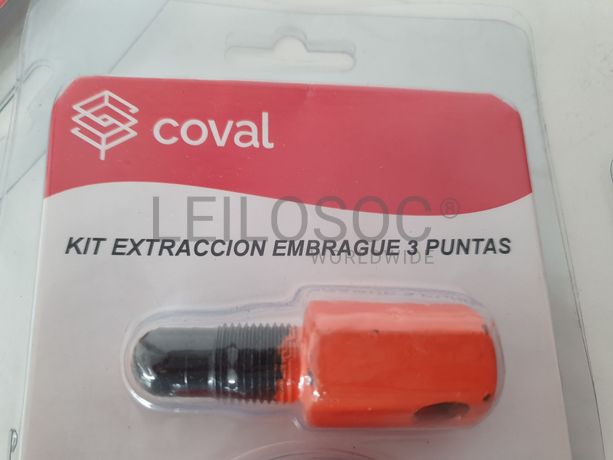 coval
LEILOSOC®
KIT EXTRACCION EMBRAGUE 3 PUNTAS
WORLDWIDE